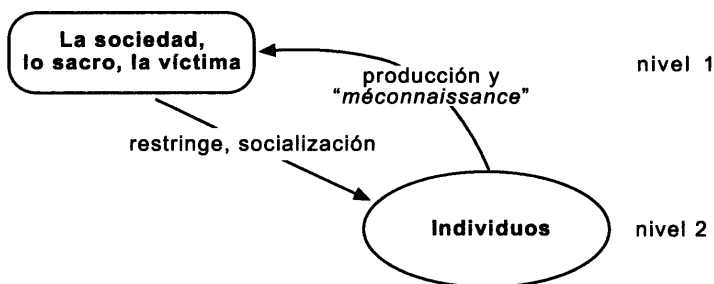 La sociedad,
lo sacro, la víctima
nivel 1
producción y
“méconnaissance”
restringe, socialización
Individuos
nivel 2